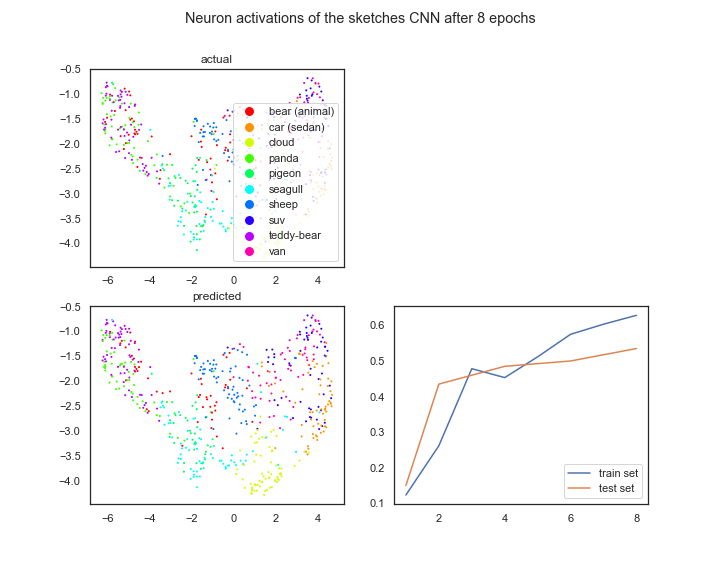 Neuron activations of the sketches CNN after 8 epochs
actual
−0.5
−1.0
−1.5
−2.0
−2.5
−3.0
−3.5
−4.0
bear (animal)
car (sedan)
cloud
panda
pigeon
seagull
sheep
suv
teddy-bear
van
−6 −4 −2 0 2 4
predicted
−0.5
−1.0
−1.5
−2.0
−2.5
−3.0
−3.5
−4.0
−6 −4 −2 0 2 4
0.6
0.5
0.4
0.3
0.2
0.1
train set
test set
2 4 6 8